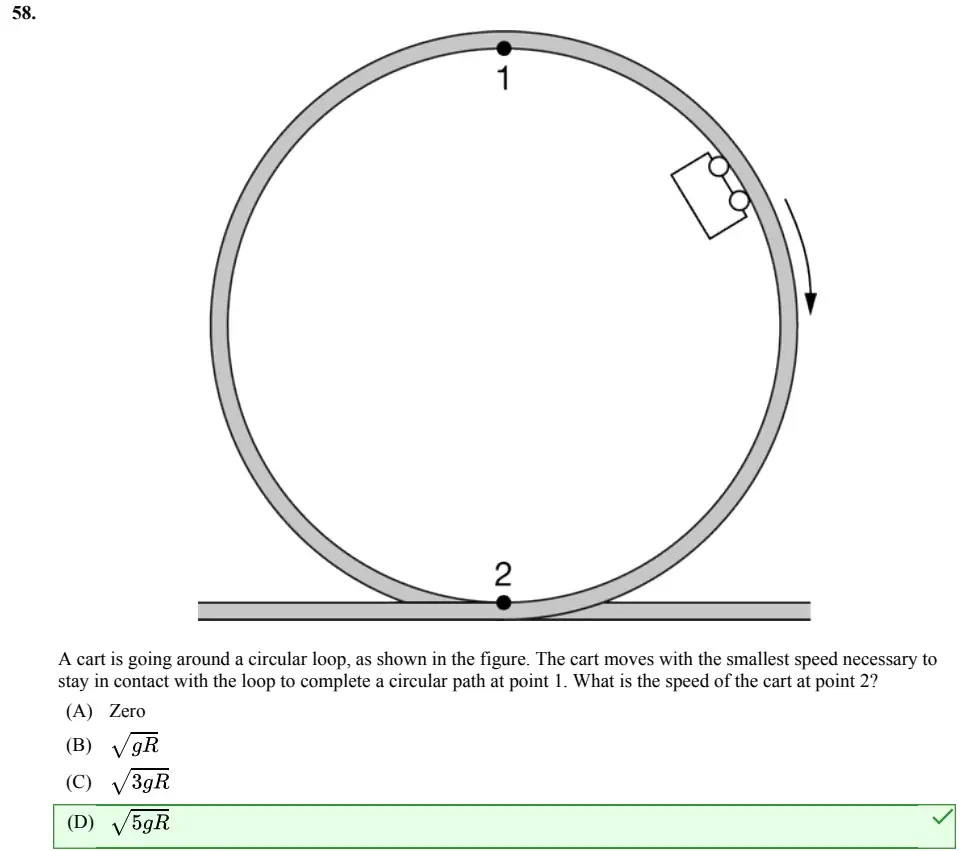 58.
1
2
A cart is going around a circular loop, as shown in the figure. The cart moves with the smallest speed necessary to
stay in contact with the loop to complete a circular path at point 1. What is the speed of the cart at point 2?
(A) Zero
(B) √gR
(C) √3gR
(D) √5gR